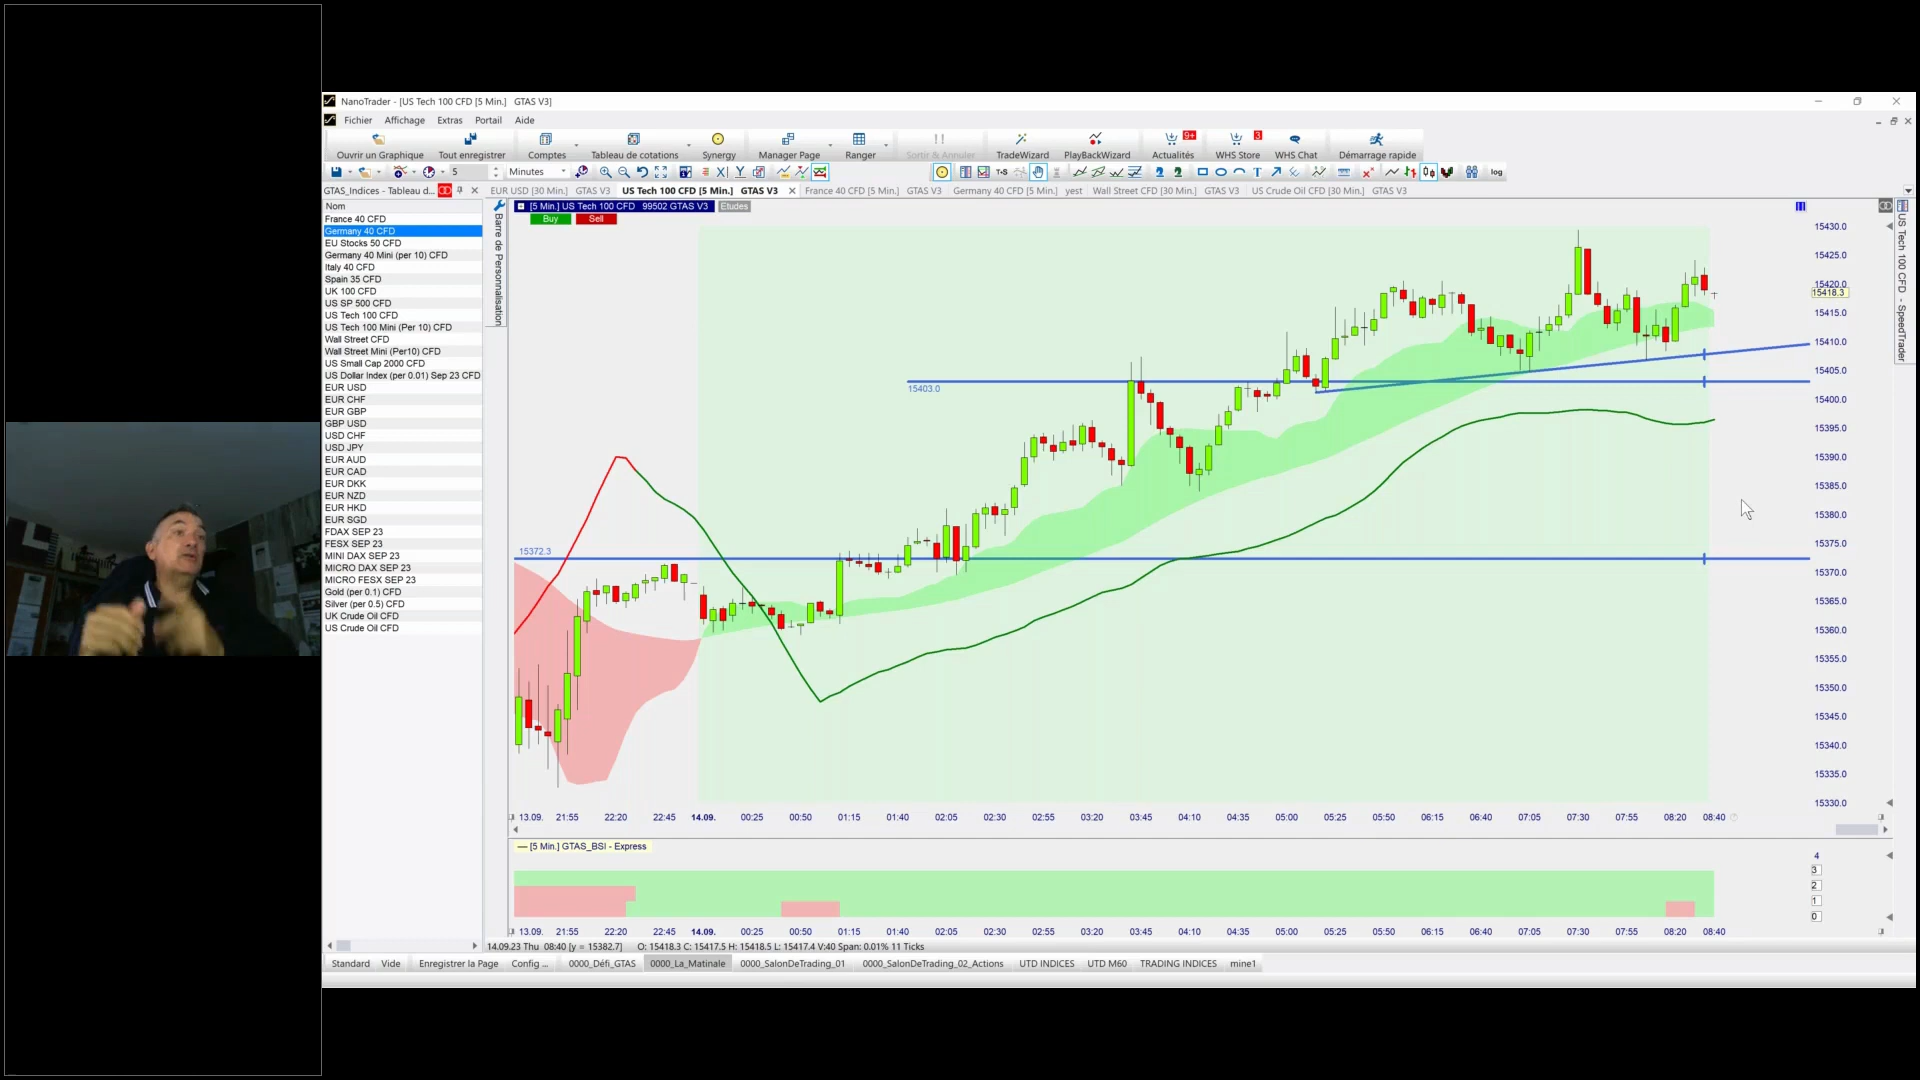 NanoTrader - [US Tech 100 CFD [5 Min.] GTAS V3]
Fichier Affichage Extras Portail Aide
9+ 3
Ouvrir un Graphique Tout enregistrer Comptes Tableau de cotations Synergy Manager Page Ranger Sortir & Annuler TradeWizard PlayBackWizard Actualités WHS Store WHS Chat Démarrage rapide
5 Minutes T+S log
GTAS_Indices - Tableau d... EUR USD [30 Min.] GTAS V3 US Tech 100 CFD [5 Min.] GTAS V3 France 40 CFD [5 Min.] GTAS V3 Germany 40 CFD [5 Min.] yest Wall Street CFD [30 Min.] GTAS V3 US Crude Oil CFD [30 Min.] GTAS V3
Nom
France 40 CFD
Germany 40 CFD
EU Stocks 50 CFD
Germany 40 Mini (per 10) CFD
Italy 40 CFD
Spain 35 CFD
UK 100 CFD
US SP 500 CFD
US Tech 100 CFD
US Tech 100 Mini (Per 10) CFD
Wall Street CFD
Wall Street Mini (Per10) CFD
US Small Cap 2000 CFD
US Dollar Index (per 0.01) Sep 23 CFD
EUR USD
EUR CHF
EUR GBP
GBP USD
USD CHF
USD JPY
EUR AUD
EUR CAD
EUR DKK
EUR NZD
EUR HKD
EUR SGD
FDAX SEP 23
FESX SEP 23
MINI DAX SEP 23
MICRO DAX SEP 23
MICRO FESX SEP 23
Gold (per 0.1) CFD
Silver (per 0.5) CFD
UK Crude Oil CFD
US Crude Oil CFD
Barre de Personnalisation
[5 Min.] US Tech 100 CFD 99502 GTAS V3 Etudes
Buy Sell
15403.0
15372.3
15430.0
15425.0
15420.0
15418.3
15415.0
15410.0
15405.0
15400.0
15395.0
15390.0
15385.0
15380.0
15375.0
15370.0
15365.0
15360.0
15355.0
15350.0
15345.0
15340.0
15335.0
15330.0
US Tech 100 CFD - SpeedTrader
13.09. 21:55 22:20 22:45 14.09. 00:25 00:50 01:15 01:40 02:05 02:30 02:55 03:20 03:45 04:10 04:35 05:00 05:25 05:50 06:15 06:40 07:05 07:30 07:55 08:20 08:40
[5 Min.] GTAS_BSI - Express
4
3
2
1
0
13.09. 21:55 22:20 22:45 14.09. 00:25 00:50 01:15 01:40 02:05 02:30 02:55 03:20 03:45 04:10 04:35 05:00 05:25 05:50 06:15 06:40 07:05 07:30 07:55 08:20 08:40
14.09.23 Thu 08:40 [y = 15382,7] O: 15418.3 C: 15417.5 H: 15418.5 L: 15417.4 V:40 Span: 0.01% 11 Ticks
Standard Vide Enregistrer la Page Config ... 0000_Défi_GTAS 0000_La_Matinale 0000_SalonDeTrading_01 0000_SalonDeTrading_02_Actions UTD INDICES UTD M60 TRADING INDICES mine1